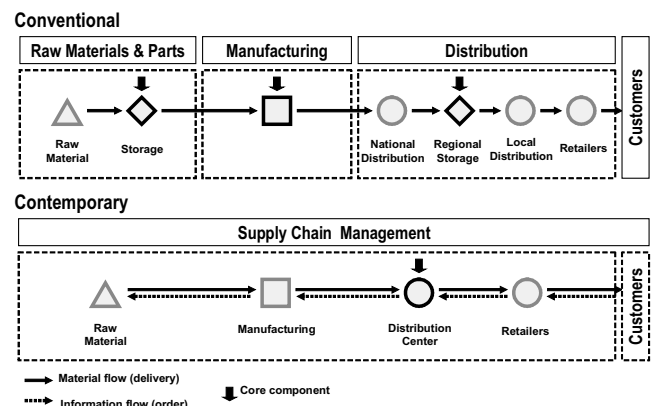 Conventional
Raw Materials & Parts
Manufacturing
Distribution
Customers
Raw
Material
Storage
National
Distribution
Regional
Storage
Local
Distribution
Retailers
Contemporary
Supply Chain Management
Customers
Raw
Material
Manufacturing
Distribution
Center
Retailers
Material flow (delivery)
Core component
Information flow (order)